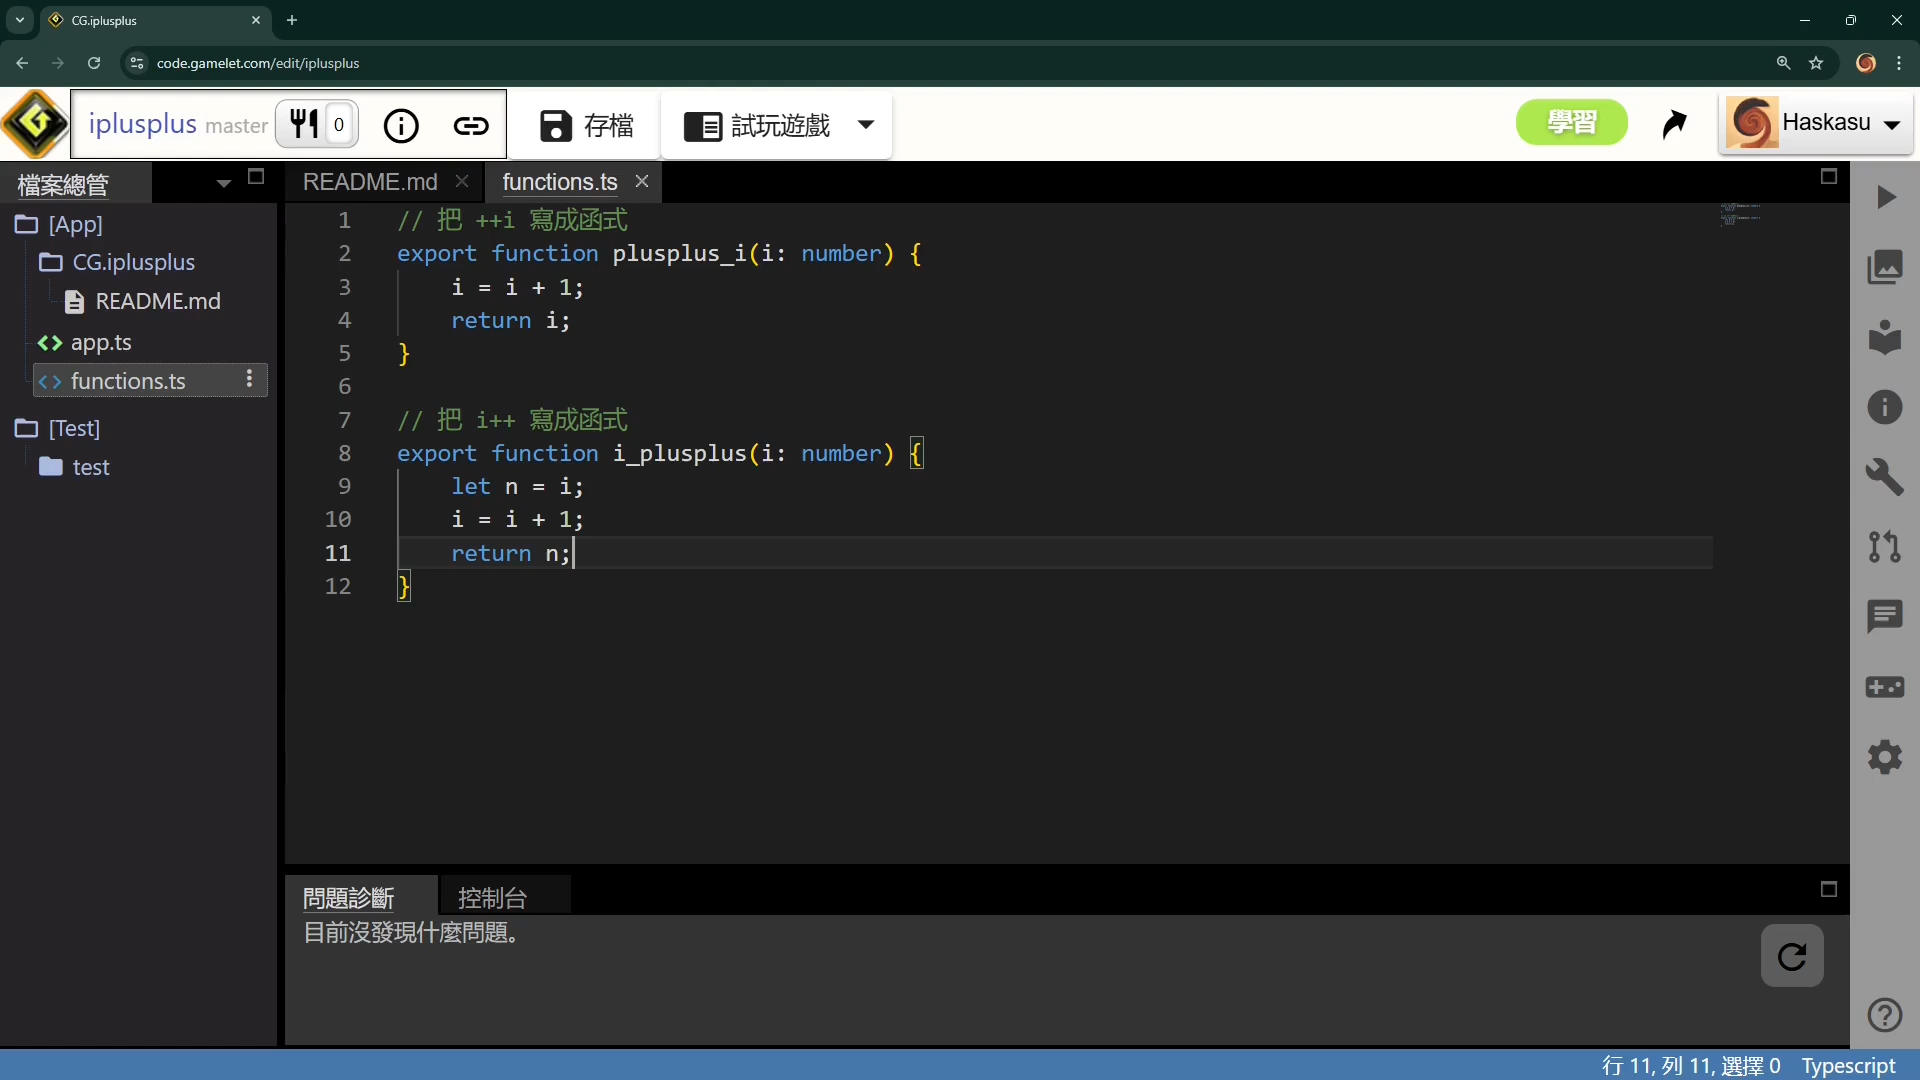 CG.iplusplus
code.gamelet.com/edit/iplusplus
iplusplus master
0
存檔
試玩遊戲
學習
Haskasu
檔案總管
[App]
CG.iplusplus
README.md
app.ts
functions.ts
[Test]
test
README.md
functions.ts
1 // 把 ++i 寫成函式
2 export function plusplus_i(i: number) {
3 i = i + 1;
4 return i;
5 }
6
7 // 把 i++ 寫成函式
8 export function i_plusplus(i: number) {
9 let n = i;
10 i = i + 1;
11 return n;
12 }
問題診斷
控制台
目前沒發現什麼問題。
行 11, 列 11, 選擇 0 Typescript